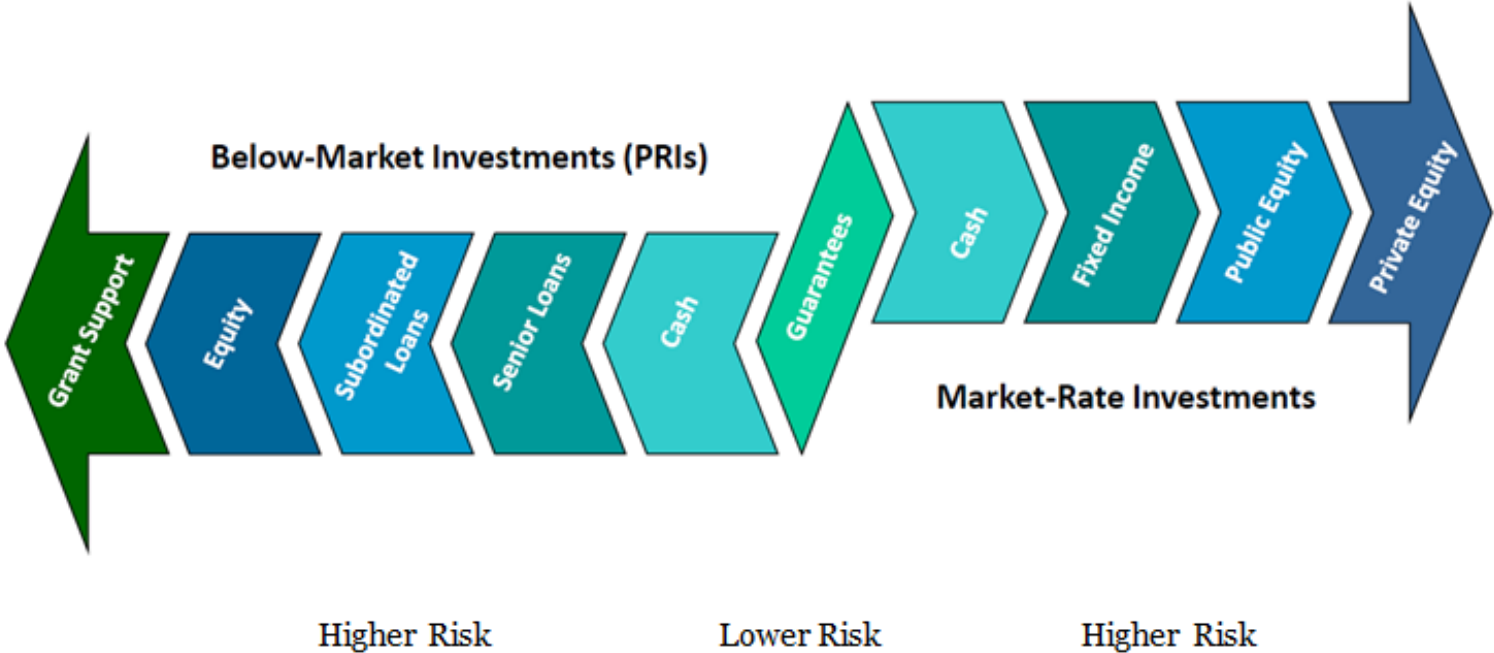 Below-Market Investments (PRIs)
Grant Support
Equity
Subordinated
Loans
Senior Loans
Cash
Guarantees
Cash
Fixed Income
Public Equity
Private Equity
Market-Rate Investments
Higher Risk
Lower Risk
Higher Risk